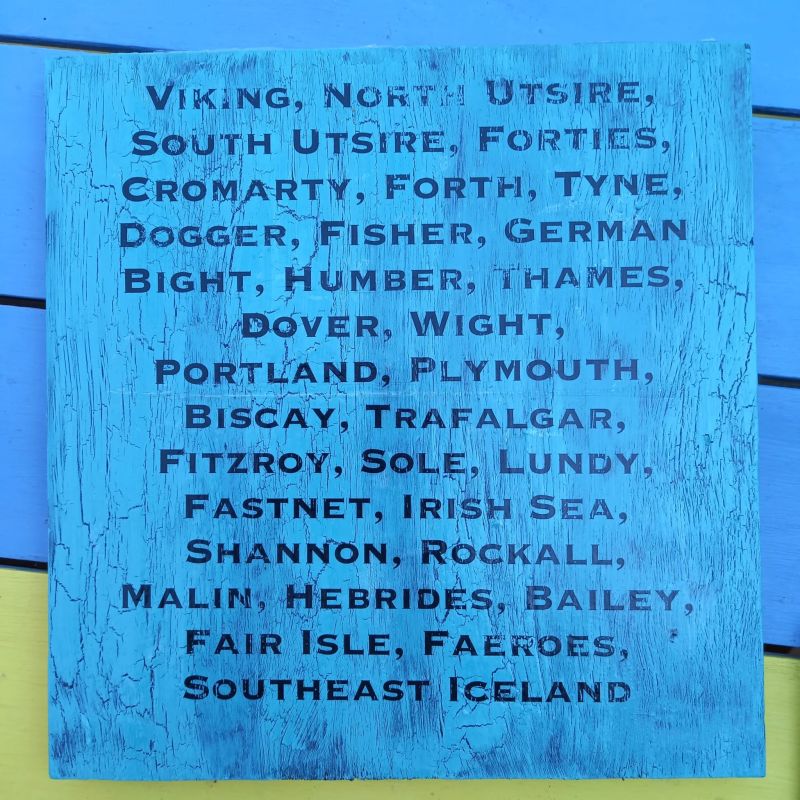 VIKING, NORTH UTSIRE,
SOUTH UTSIRE, FORTIES,
CROMARTY, FORTH, TYNE,
DOGGER, FISHER, GERMAN
BIGHT, HUMBER, THAMES,
DOVER, WIGHT,
PORTLAND, PLYMOUTH,
BISCAY, TRAFALGAR,
FITZROY, SOLE, LUNDY,
FASTNET, IRISH SEA,
SHANNON, ROCKALL,
MALIN, HEBRIDES, BAILEY,
FAIR ISLE, FAEROES,
SOUTHEAST ICELAND